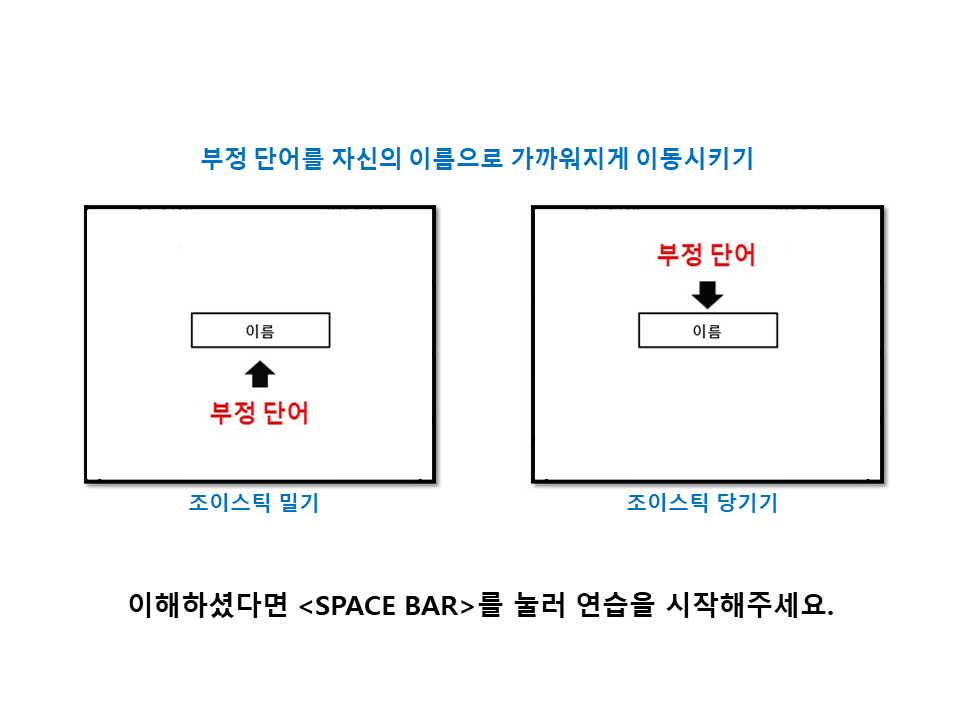 부정 단어를 자신의 이름으로 가까워지게 이동시키기
이름
부정 단어
조이스틱 밀기
부정 단어
이름
조이스틱 당기기
이해하셨다면 <SPACE BAR>를 눌러 연습을 시작해주세요.